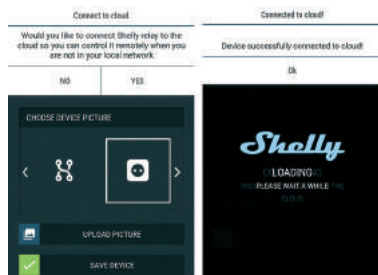 Connect to cloud
Would you like to connect Shelly relay to the
cloud so you can control it remotely when you
are not in your local network
NO
YES
CHOOSE DEVICE PICTURE
UPLOAD PICTURE
SAVE DEVICE
Connected to cloud!
Device successfully connected to cloud!
Ok
Shelly
LOADING
PLEASE WAIT A WHILE
CLOUD